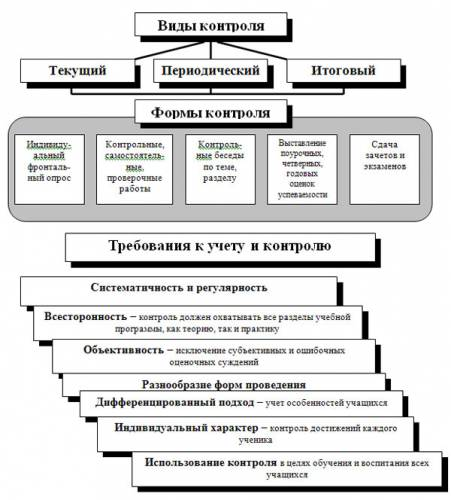 Виды контроля
Текущий
Периодический
Итоговый
Формы контроля
Индивиду-
альный
фронталь-
ный опрос
Контрольные,
самостоятель-
ные,
проверочные
работы
Контроль-
ные беседы
по теме,
разделу
Выставление
поурочных,
четверных,
годовых
оценок
успеваемости
Сдача
зачетов и
экзаменов
Требования к учету и контролю
Систематичность и регулярность
Всесторонность – контроль должен охватывать все разделы учебной
программы, как теорию, так и практику
Объективность – исключение субъективных и ошибочных
оценочных суждений
Разнообразие форм проведения
Дифференцированный подход – учет особенностей учащихся
Индивидуальный характер – контроль достижений каждого
ученика
Использование контроля в целях обучения и воспитания всех
учащихся